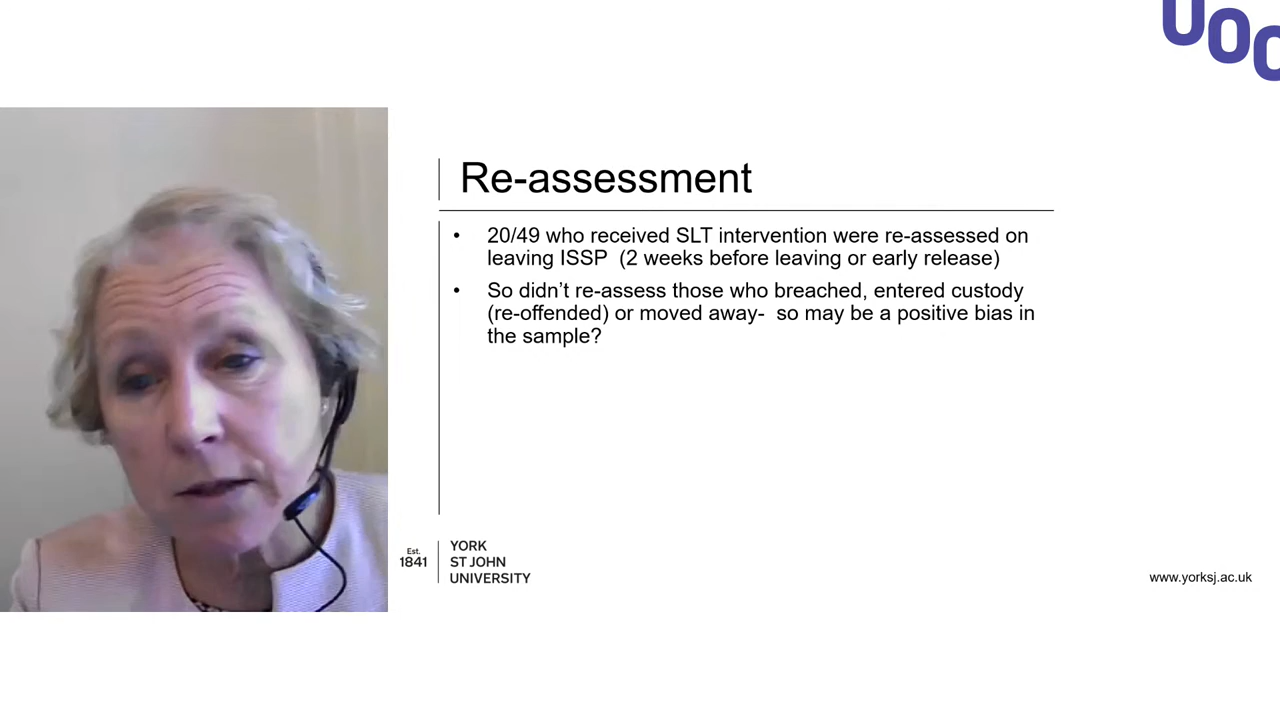 UOC
Re-assessment
• 20/49 who received SLT intervention were re-assessed on
leaving ISSP (2 weeks before leaving or early release)
• So didn’t re-assess those who breached, entered custody
(re-offended) or moved away- so may be a positive bias in
the sample?
Est.
1841
YORK
ST JOHN
UNIVERSITY
www.yorksj.ac.uk